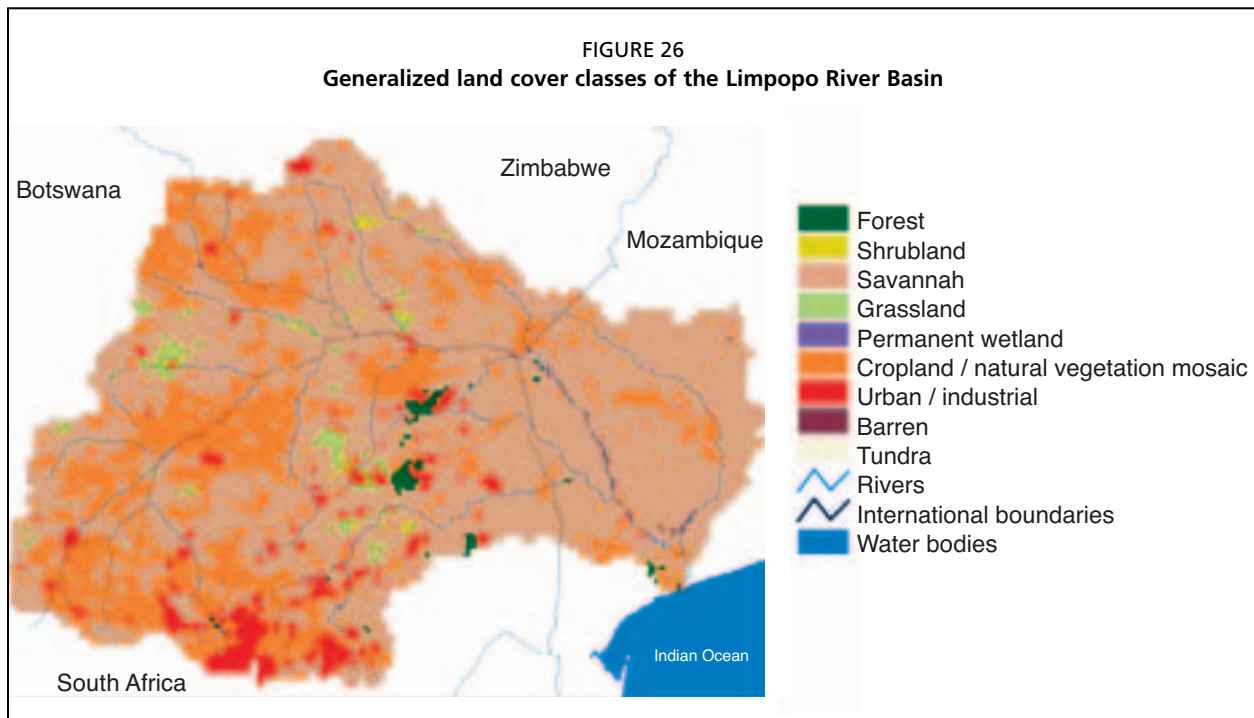 FIGURE 26
Generalized land cover classes of the Limpopo River Basin
Botswana
Zimbabwe
Mozambique
South Africa
Indian Ocean
Forest
Shrubland
Savannah
Grassland
Permanent wetland
Cropland / natural vegetation mosaic
Urban / industrial
Barren
Tundra
Rivers
International boundaries
Water bodies